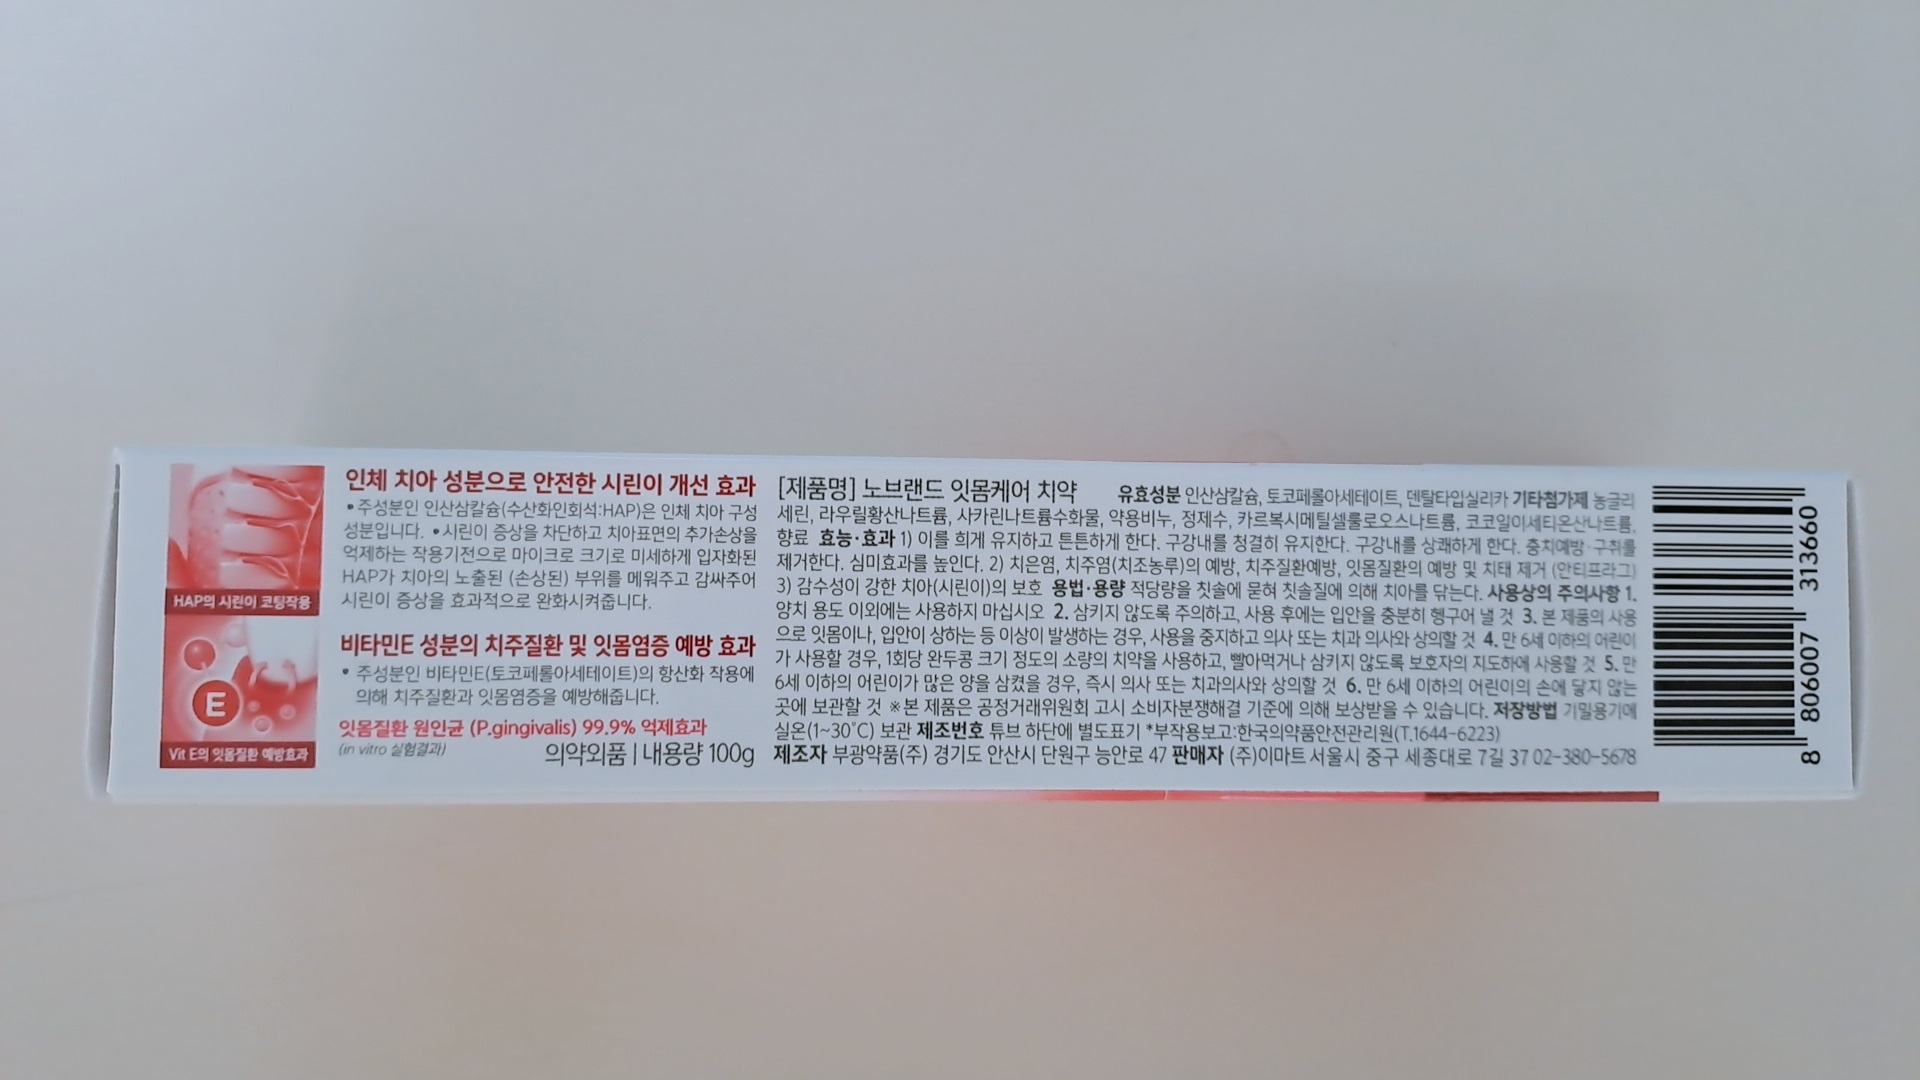 HAP의 시린이 코팅작용
E
Vit E의 잇몸질환 예방효과
인체 치아 성분으로 안전한 시린이 개선 효과
• 주성분인 인산삼칼슘(수산화인회석:HAP)은 인체 치아 구성
성분입니다. •시린이 증상을 차단하고 치아표면의 추가손상을
억제하는 작용기전으로 마이크로 크기로 미세하게 입자화된
HAP가 치아의 노출된 (손상된) 부위를 메워주고 감싸주어
시린이 증상을 효과적으로 완화시켜줍니다.
비타민E 성분의 치주질환 및 잇몸염증 예방 효과
• 주성분인 비타민E(토코페롤아세테이트)의 항산화 작용에
의해 치주질환과 잇몸염증을 예방해줍니다.
잇몸질환 원인균 (P.gingivalis) 99.9% 억제효과
(in vitro 실험결과)
의약외품 | 내용량 100g
[제품명] 노브랜드 잇몸케어 치약 유효성분 인산삼칼슘, 토코페롤아세테이트, 덴탈타입실리카 기타첨가제 농글리
세린, 라우릴황산나트륨, 사카린나트륨수화물, 약용비누, 정제수, 카르복시메틸셀룰로오스나트륨, 코코일이세티온산나트륨,
향료 효능·효과 1) 이를 희게 유지하고 튼튼하게 한다. 구강내를 청결히 유지한다. 구강내를 상쾌하게 한다. 충치예방·구취를
제거한다. 심미효과를 높인다. 2) 치은염, 치주염(치조농루)의 예방, 치주질환예방, 잇몸질환의 예방 및 치태 제거 (안티프라그)
3) 감수성이 강한 치아(시린이)의 보호 용법·용량 적당량을 칫솔에 묻혀 칫솔질에 의해 치아를 닦는다. 사용상의 주의사항 1.
양치 용도 이외에는 사용하지 마십시오 2. 삼키지 않도록 주의하고, 사용 후에는 입안을 충분히 헹구어 낼 것 3. 본 제품의 사용
으로 잇몸이나, 입안이 상하는 등 이상이 발생하는 경우, 사용을 중지하고 의사 또는 치과 의사와 상의할 것 4. 만 6세 이하의 어린이
가 사용할 경우, 1회당 완두콩 크기 정도의 소량의 치약을 사용하고, 빨아먹거나 삼키지 않도록 보호자의 지도하에 사용할 것 5. 만
6세 이하의 어린이가 많은 양을 삼켰을 경우, 즉시 의사 또는 치과의사와 상의할 것 6. 만 6세 이하의 어린이의 손에 닿지 않는
곳에 보관할 것 ※본 제품은 공정거래위원회 고시 소비자분쟁해결 기준에 의해 보상받을 수 있습니다. 저장방법 기밀용기에
실온(1~30℃) 보관 제조번호 튜브 하단에 별도표기 *부작용보고:한국의약품안전관리원(T.1644-6223)
제조자 부광약품(주) 경기도 안산시 단원구 능안로 47 판매자 (주)이마트 서울시 중구 세종대로 7길 37 02-380-5678
8 806007 313660